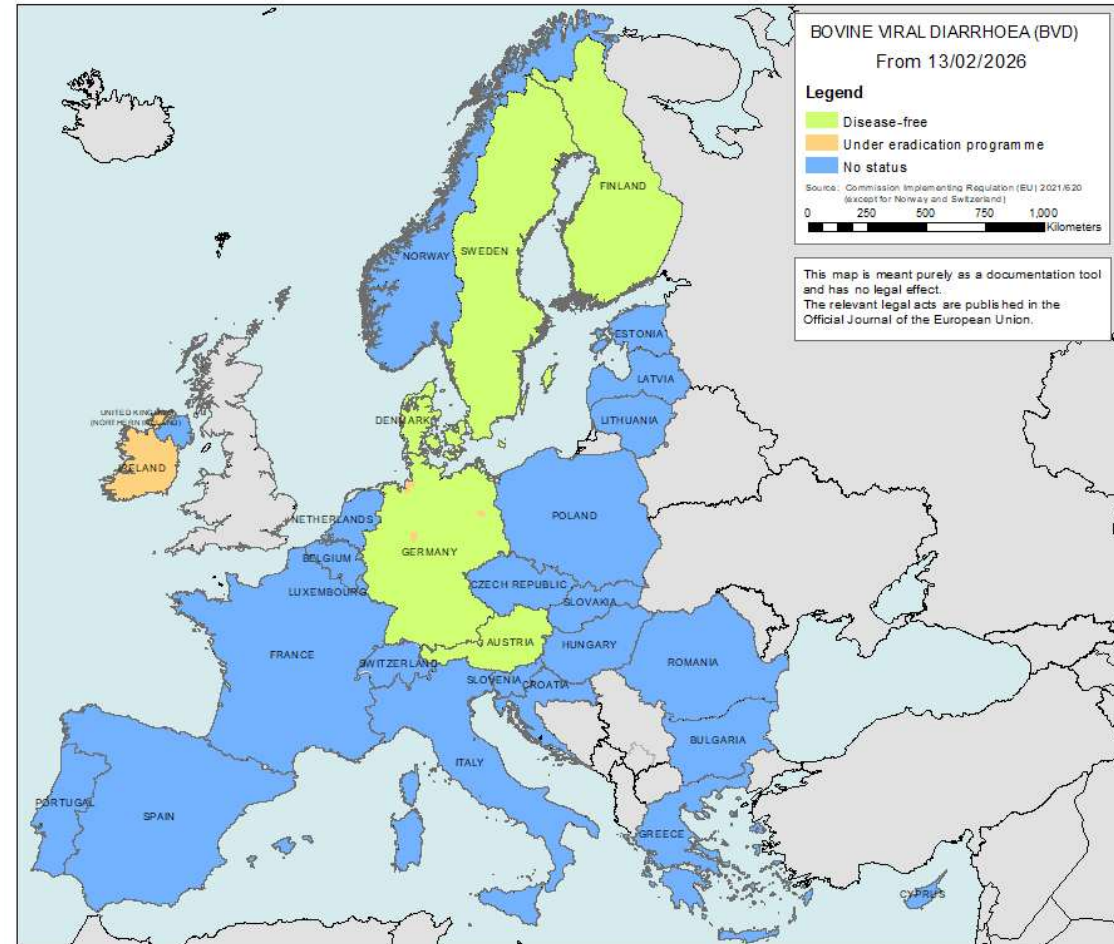 BOVINE VIRAL DIARRHOEA (BVD)
From 13/02/2026
Legend
Disease-free
Under eradication programme
No status
Source: Commission Implementing Regulation (EU) 2021/620
(except for Norway and Switzerland)
0 250 500 750 1,000
Kilometers
This map is meant purely as a documentation tool
and has no legal effect.
The relevant legal acts are published in the
Official Journal of the European Union.
FINLAND
SWEDEN
NORWAY
ESTONIA
LATVIA
LITHUANIA
DENMARK
UNITED KINGDOM
(NORTHERN IRELAND)
IRELAND
NETHERLANDS
POLAND
BELGIUM
GERMANY
LUXEMBOURG
CZECH REPUBLIC
SLOVAKIA
AUSTRIA
HUNGARY
FRANCE
SWITZERLAND
ROMANIA
SLOVENIA
CROATIA
BULGARIA
ITALY
PORTUGAL
SPAIN
GREECE
CYPRUS